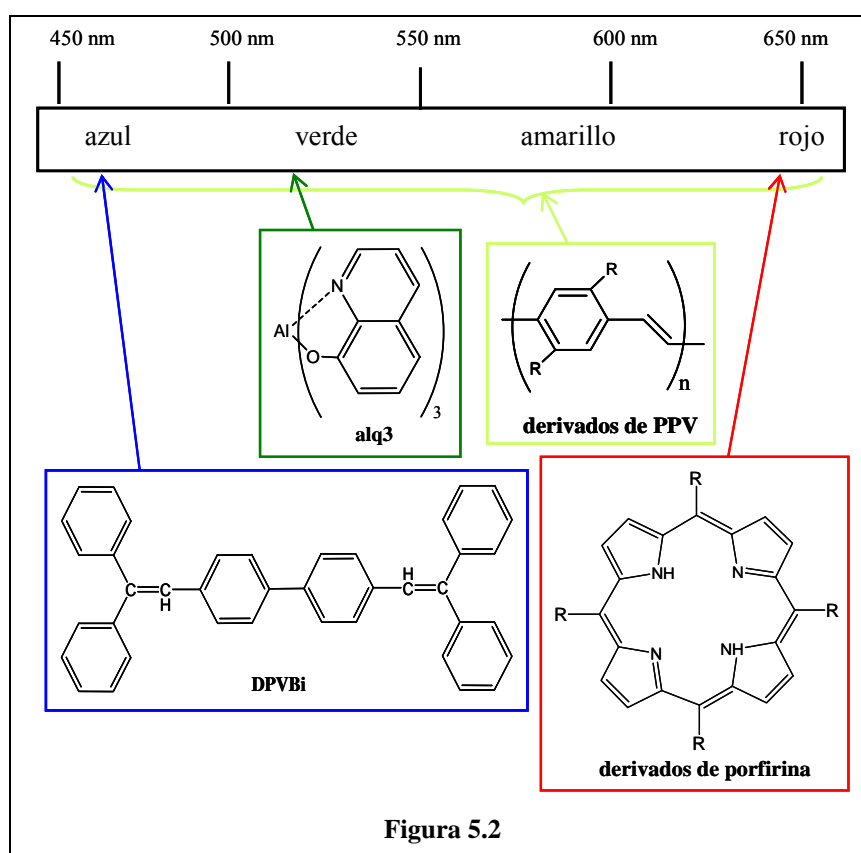 450 nm 500 nm 550 nm 600 nm 650 nm
azul verde amarillo rojo
N
Al
O
3
alq3
R
R
n
derivados de PPV
C
C
H
H
C
C
DPVBi
R
NH
N
R
R
N
NH
R
derivados de porfirina
Figura 5.2